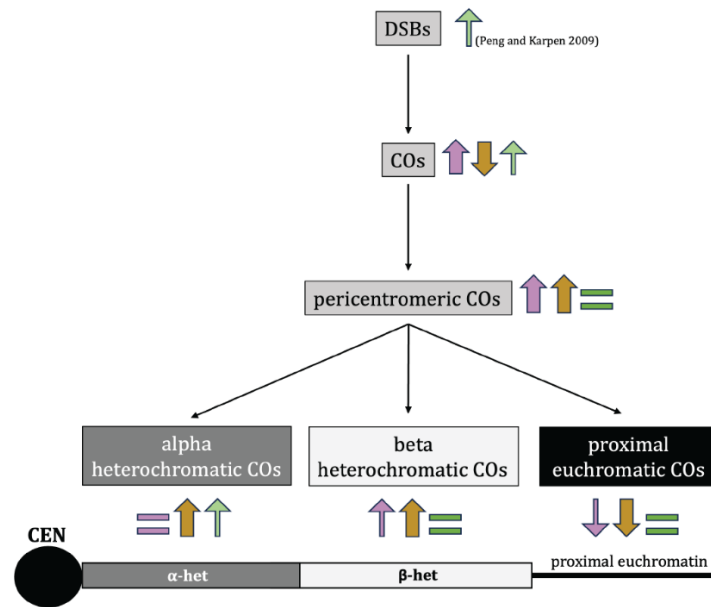 DSBs
(Peng and Karpen 2009)
COs
pericentromeric COs
alpha
heterochromatic COs
beta
heterochromatic COs
proximal
euchromatic COs
CEN
α-het
β-het
proximal euchromatin